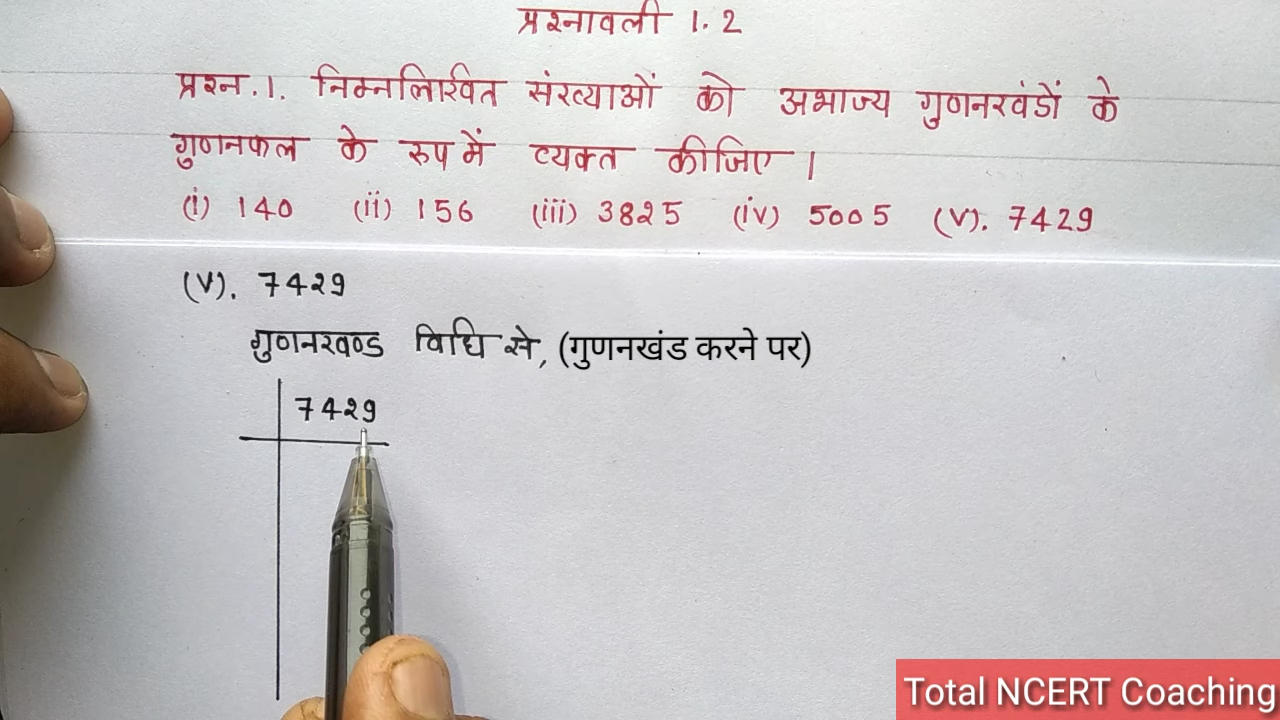 प्रश्नावली 1.2
प्रश्न.1. निम्नलिखित संख्याओं को अभाज्य गुणनखंडों के
गुणनफल के रुप में व्यक्त कीजिए।
(i) 140 (ii) 156 (iii) 3825 (iv) 5005 (v). 7429
(v). 7429
गुणनखण्ड विधि से, (गुणनखंड करने पर)
7429
Total NCERT Coaching